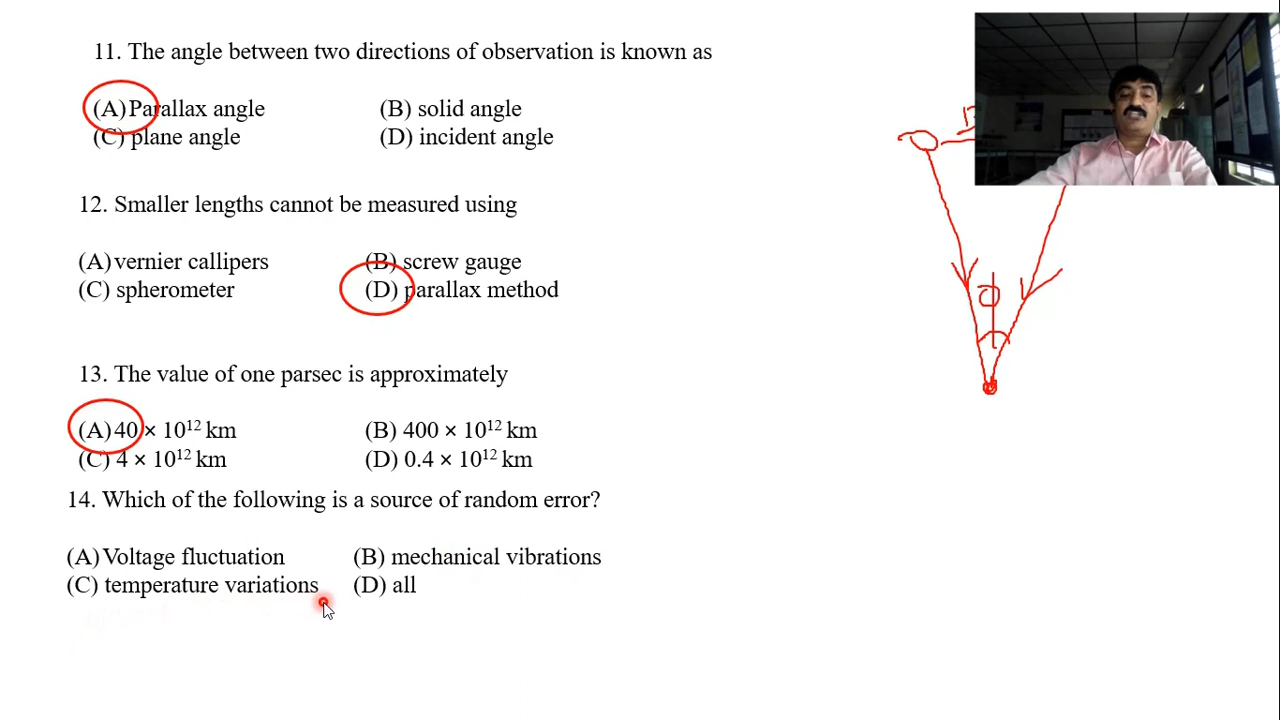 11. The angle between two directions of observation is known as
(A) Parallax angle (B) solid angle
(C) plane angle (D) incident angle
12. Smaller lengths cannot be measured using
(A) vernier callipers (B) screw gauge
(C) spherometer (D) parallax method
13. The value of one parsec is approximately
(A) 40 × 10¹² km (B) 400 × 10¹² km
(C) 4 × 10¹² km (D) 0.4 × 10¹² km
14. Which of the following is a source of random error?
(A) Voltage fluctuation (B) mechanical vibrations
(C) temperature variations (D) all